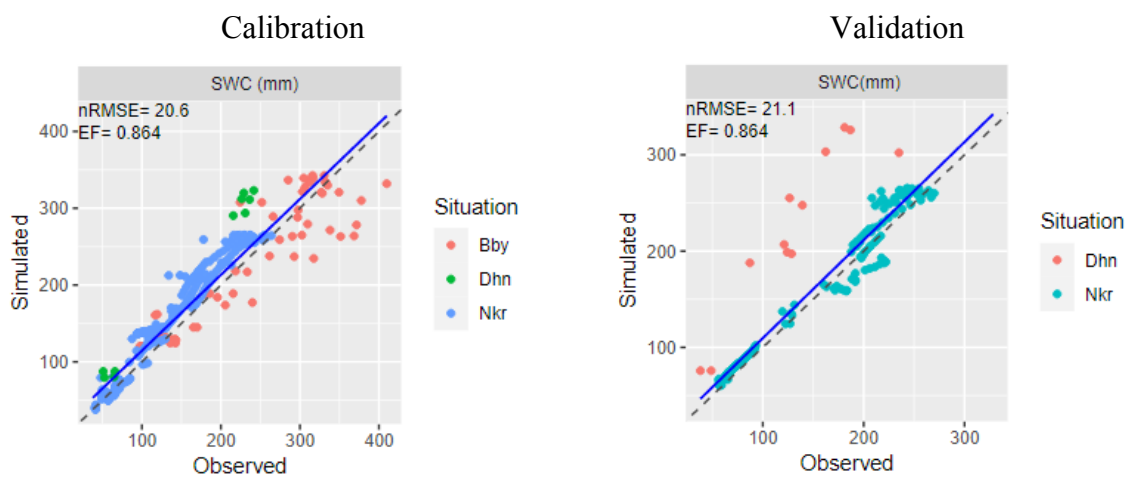 Calibration
SWC (mm)
nRMSE= 20.6
EF= 0.864
400
300
200
100
Simulated
100 200 300 400
Observed
Situation
Bby
Dhn
Nkr
Validation
SWC(mm)
nRMSE= 21.1
EF= 0.864
300
200
100
Simulated
100 200 300
Observed
Situation
Dhn
Nkr